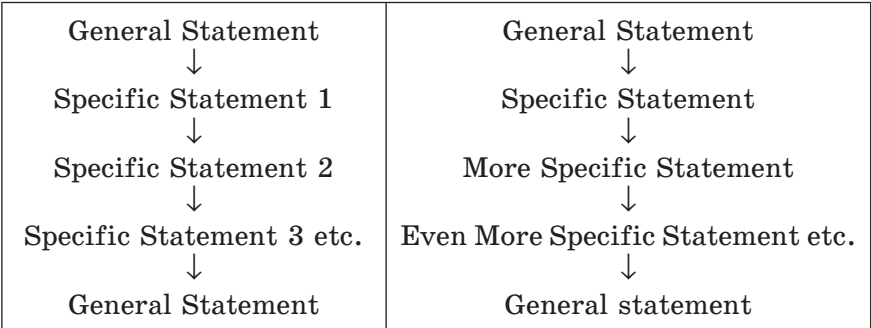 General Statement
↓
Specific Statement 1
↓
Specific Statement 2
↓
Specific Statement 3 etc.
↓
General Statement
General Statement
↓
Specific Statement
↓
More Specific Statement
↓
Even More Specific Statement etc.
↓
General statement